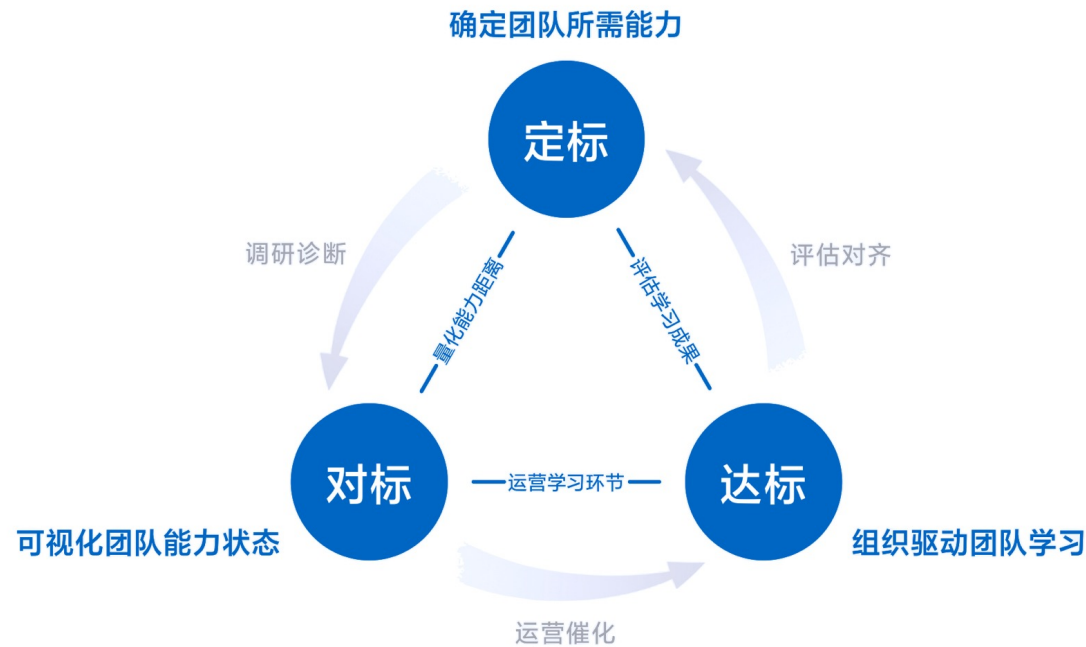 确定团队所需能力
定标
调研诊断
评估对齐
量化能力距离
评估学习成果
对标
运营学习环节
达标
可视化团队能力状态
组织驱动团队学习
运营催化